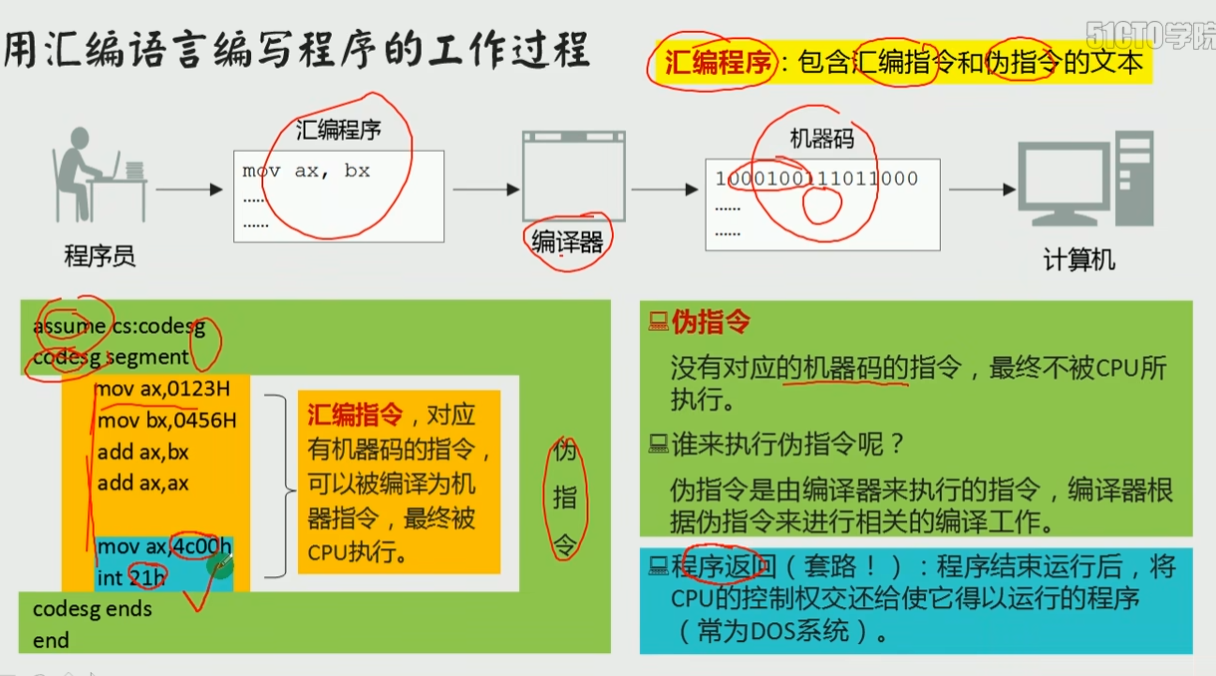 用汇编语言编写程序的工作过程
51CTO学院
汇编程序：包含汇编指令和伪指令的文本
汇编程序
mov ax, bx
……
……
机器码
1000100111011000
……
……
程序员
编译器
计算机
assume cs:codesg
codesg segment
mov ax,0123H
mov bx,0456H
add ax,bx
add ax,ax
mov ax,4c00h
int 21h
codesg ends
end
汇编指令，对应
有机器码的指令，
可以被编译为机
器指令，最终被
CPU执行。
伪
指
令
伪指令
没有对应的机器码的指令，最终不被CPU所
执行。
谁来执行伪指令呢？
伪指令是由编译器来执行的指令，编译器根
据伪指令来进行相关的编译工作。
程序返回（套路！）：程序结束运行后，将
CPU的控制权交还给使它得以运行的程序
（常为DOS系统）。